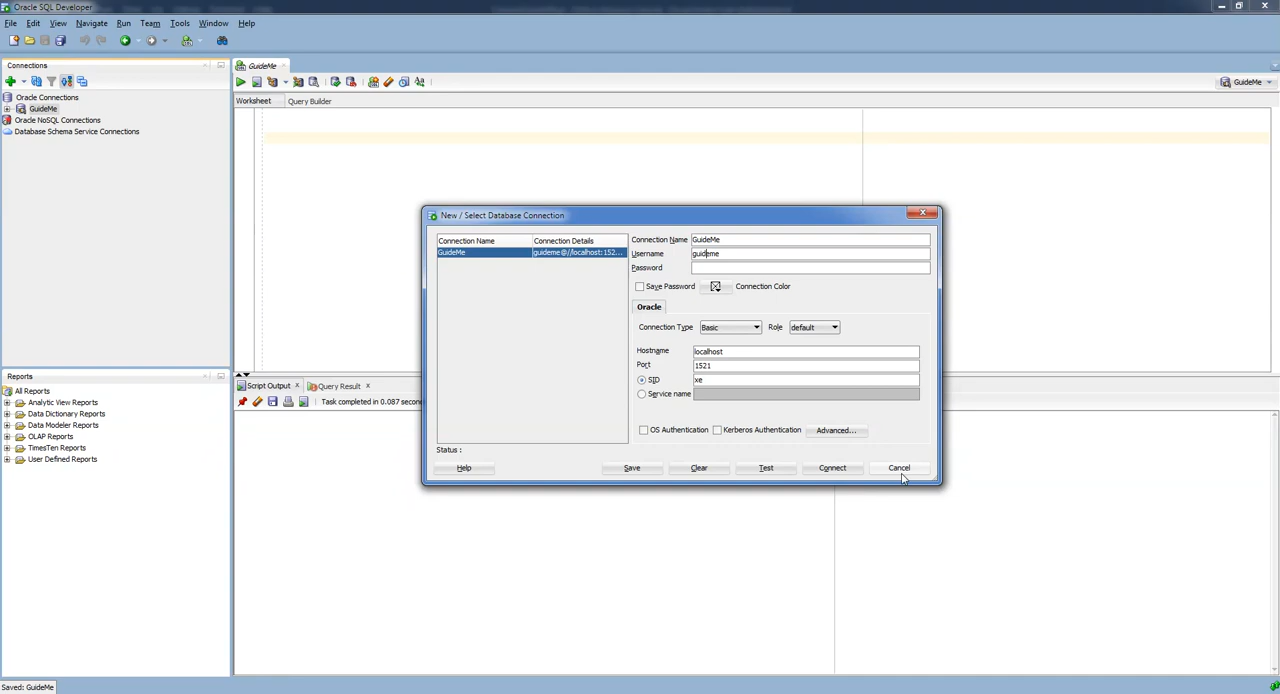 Oracle SQL Developer
File Edit View Navigate Run Team Tools Window Help
Connections
Oracle Connections
GuideMe
Oracle NoSQL Connections
Database Schema Service Connections
GuideMe
GuideMe
Worksheet Query Builder
New / Select Database Connection
Connection Name Connection Details
GuideMe guideme@//localhost:152...
Connection Name GuideMe
Username guideme
Password
Save Password Connection Color
Oracle
Connection Type Basic Role default
Hostname localhost
Port 1521
SID xe
Service name
OS Authentication Kerberos Authentication Advanced...
Status :
Help Save Clear Test Connect Cancel
Reports
All Reports
Analytic View Reports
Data Dictionary Reports
Data Modeler Reports
OLAP Reports
TimesTen Reports
User Defined Reports
Script Output Query Result
Task completed in 0.087 second
Saved: GuideMe